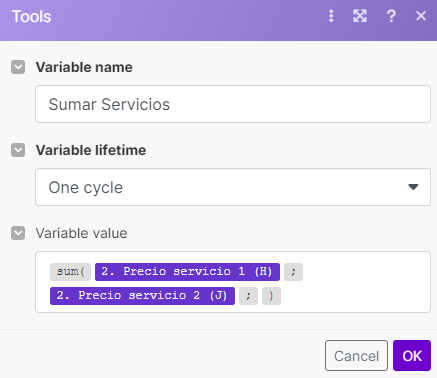 Tools
Variable name
Sumar Servicios
Variable lifetime
One cycle
Variable value
sum( 2. Precio servicio 1 (H) ;
2. Precio servicio 2 (J) ; )
Cancel OK